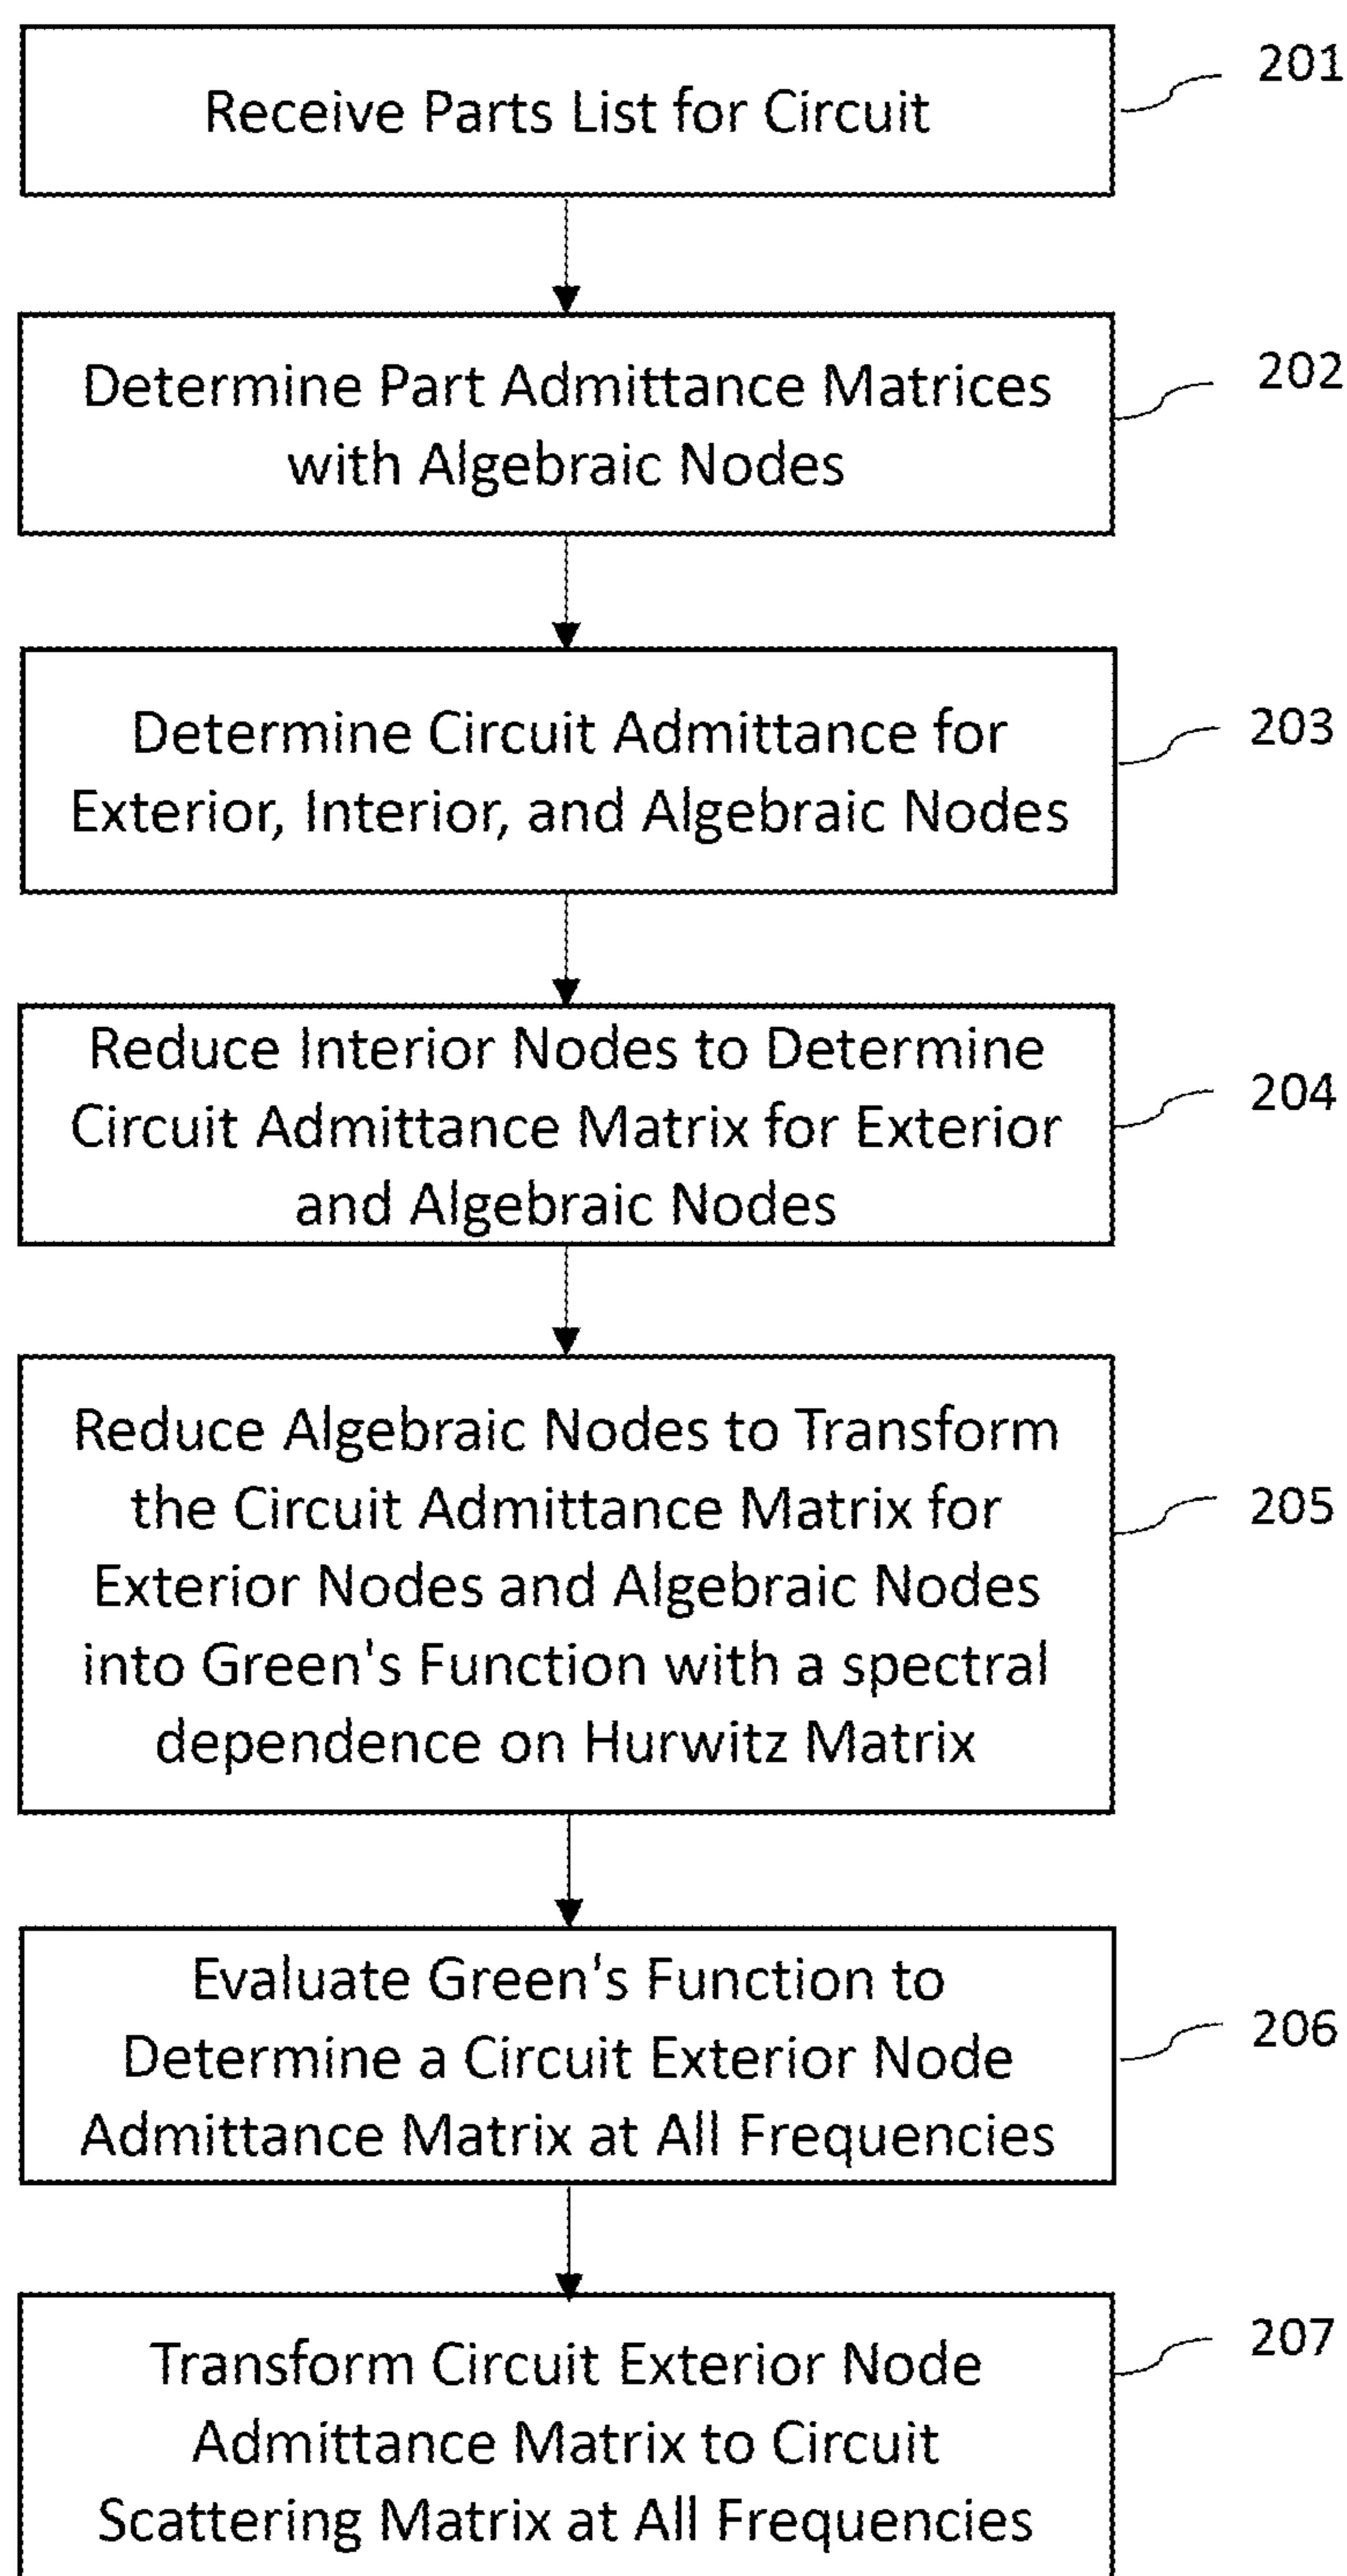 Receive Parts List for Circuit
201
Determine Part Admittance Matrices
with Algebraic Nodes
202
Determine Circuit Admittance for
Exterior, Interior, and Algebraic Nodes
203
Reduce Interior Nodes to Determine
Circuit Admittance Matrix for Exterior
and Algebraic Nodes
204
Reduce Algebraic Nodes to Transform
the Circuit Admittance Matrix for
Exterior Nodes and Algebraic Nodes
into Green's Function with a spectral
dependence on Hurwitz Matrix
205
Evaluate Green's Function to
Determine a Circuit Exterior Node
Admittance Matrix at All Frequencies
206
Transform Circuit Exterior Node
Admittance Matrix to Circuit
Scattering Matrix at All Frequencies
207